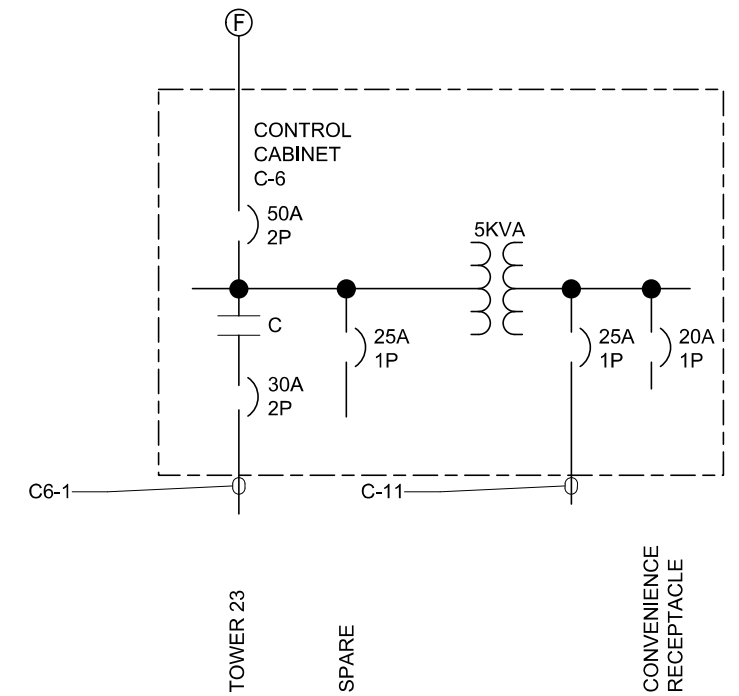 F
CONTROL
CABINET
C-6
50A
2P
5KVA
C
25A
1P
25A
1P
20A
1P
30A
2P
C6-1
C-11
TOWER 23
SPARE
CONVENIENCE
RECEPTACLE